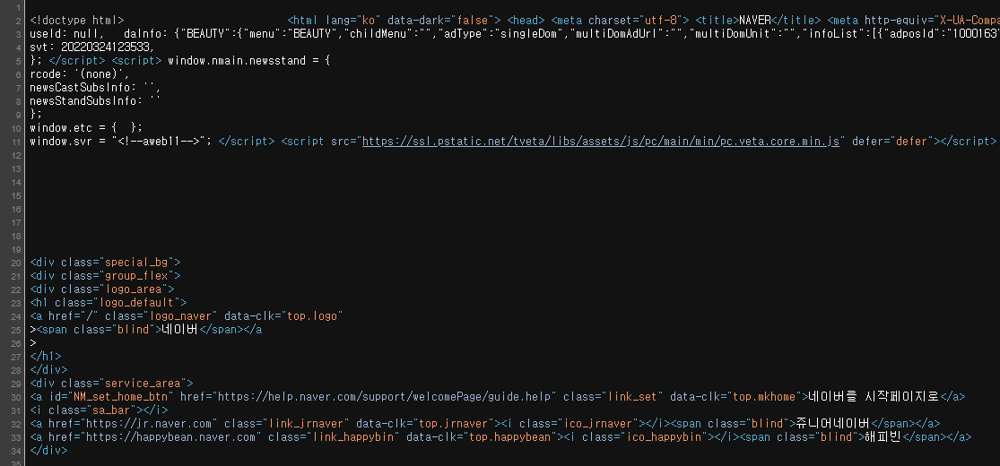 1
2 <!doctype html> <html lang="ko" data-dark="false"> <head> <meta charset="utf-8"> <title>NAVER</title> <meta http-equiv="X-UA-Compa
3 useId: null, daInfo: {"BEAUTY":{"menu":"BEAUTY","childMenu":"","adType":"singleDom","multiDomAdUrl":"","multiDomUnit":"","infoList":[{"adposId":"1000163"
4 svt: 20220324123533,
5 }; </script> <script> window.nmain.newsstand = {
6 rcode: '(none)',
7 newsCastSubsInfo: '',
8 newsStandSubsInfo: ''
9 };
10 window.etc = { };
11 window.svr = "<!--aweb11-->"; </script> <script src="https://ssl.pstatic.net/tveta/libs/assets/js/pc/main/min/pc.veta.core.min.js" defer="defer"></script>
12
13
14
15
16
17
18
19
20 <div class="special_bg">
21 <div class="group_flex">
22 <div class="logo_area">
23 <h1 class="logo_default">
24 <a href="/" class="logo_naver" data-clk="top.logo"
25 ><span class="blind">네이버</span></a
26 >
27 </h1>
28 </div>
29 <div class="service_area">
30 <a id="NM_set_home_btn" href="https://help.naver.com/support/welcomePage/guide.help" class="link_set" data-clk="top.mkhome">네이버를 시작페이지로</a>
31 <i class="sa_bar"></i>
32 <a href="https://jr.naver.com" class="link_jrnaver" data-clk="top.jrnaver"><i class="ico_jrnaver"></i><span class="blind">쥬니어네이버</span></a>
33 <a href="https://happybean.naver.com" class="link_happybin" data-clk="top.happybean"><i class="ico_happybin"></i><span class="blind">해피빈</span></a>
34 </div>
35